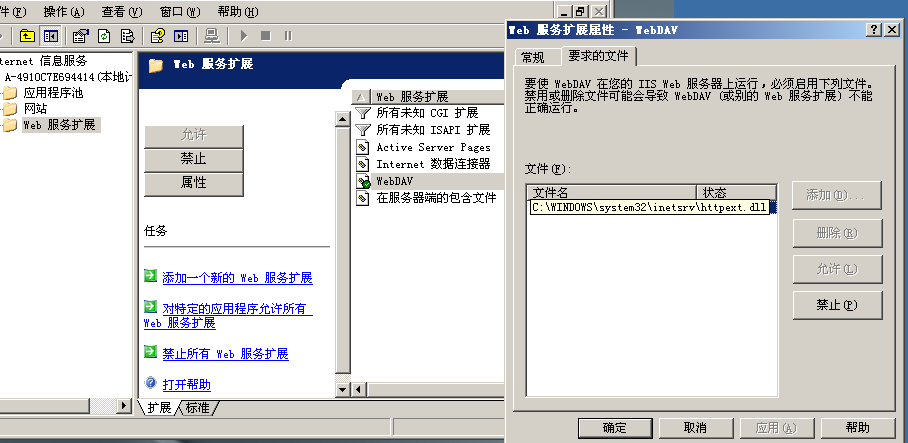 件(F) 操作(A) 查看(V) 窗口(W) 帮助(H)
ternet 信息服务
A-4910C7E694414(本地计
应用程序池
网站
Web 服务扩展
Web 服务扩展
允许
禁止
属性
任务
添加一个新的 Web 服务扩展
对特定的应用程序允许所有
Web 服务扩展
禁止所有 Web 服务扩展
打开帮助
Web 服务扩展
所有未知 CGI 扩展
所有未知 ISAPI 扩展
Active Server Pages
Internet 数据连接器
WebDAV
在服务器端的包含文件
扩展 标准
Web 服务扩展属性 - WebDAV
常规 要求的文件
要使 WebDAV 在您的 IIS Web 服务器上运行，必须启用下列文件。
禁用或删除文件可能会导致 WebDAV (或别的 Web 服务扩展) 不能
正确运行。
文件(F):
文件名 状态
C:\WINDOWS\system32\inetsrv\httpext.dll
添加(D)...
删除(R)
允许(L)
禁止(P)
确定 取消 应用(A) 帮助